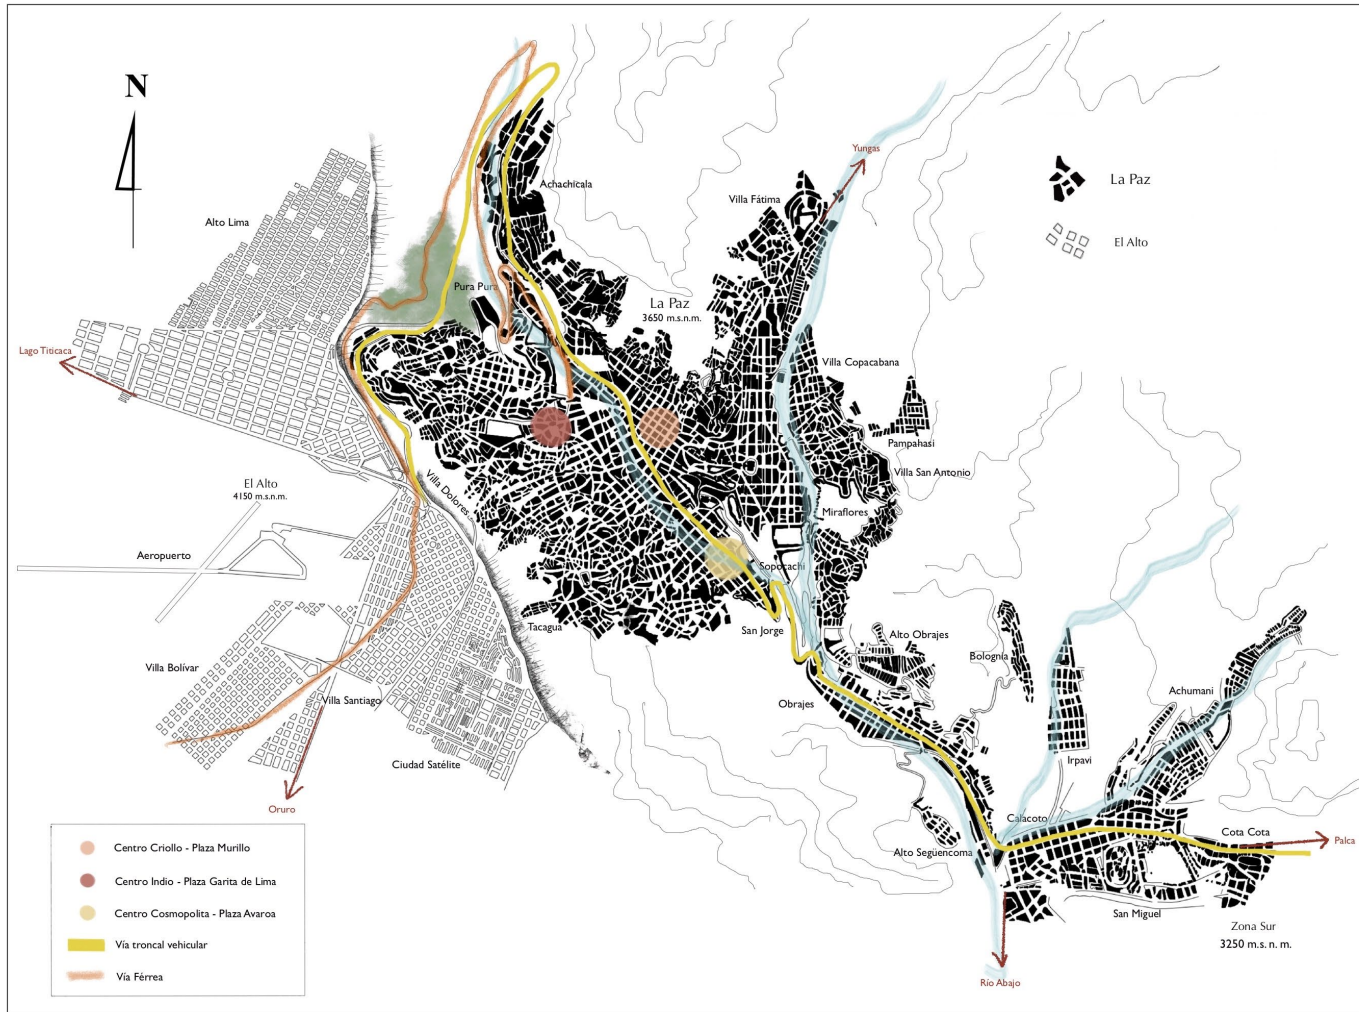 N
Yungas
La Paz
Achachicala
Villa Fátima
Alto Lima
El Alto
Pura Pura
La Paz
3650 m.s.n.m.
Lago Titicaca
Villa Copacabana
Pampahasi
Villa San Antonio
El Alto
4150 m.s.n.m.
Villa Dolores
Miraflores
Aeropuerto
Sopocachi
Tacagua
San Jorge
Alto Obrajes
Bolognia
Villa Bolívar
Achumani
Villa Santiago
Obrajes
Ciudad Satélite
Irpavi
Oruro
Calacoto
Cota Cota
Palca
Centro Criollo - Plaza Murillo
Alto Següencoma
Centro Indio - Plaza Garita de Lima
Centro Cosmopolita - Plaza Avaroa
San Miguel
Zona Sur
3250 m.s. n. m.
Vía troncal vehicular
Vía Férrea
Río Abajo